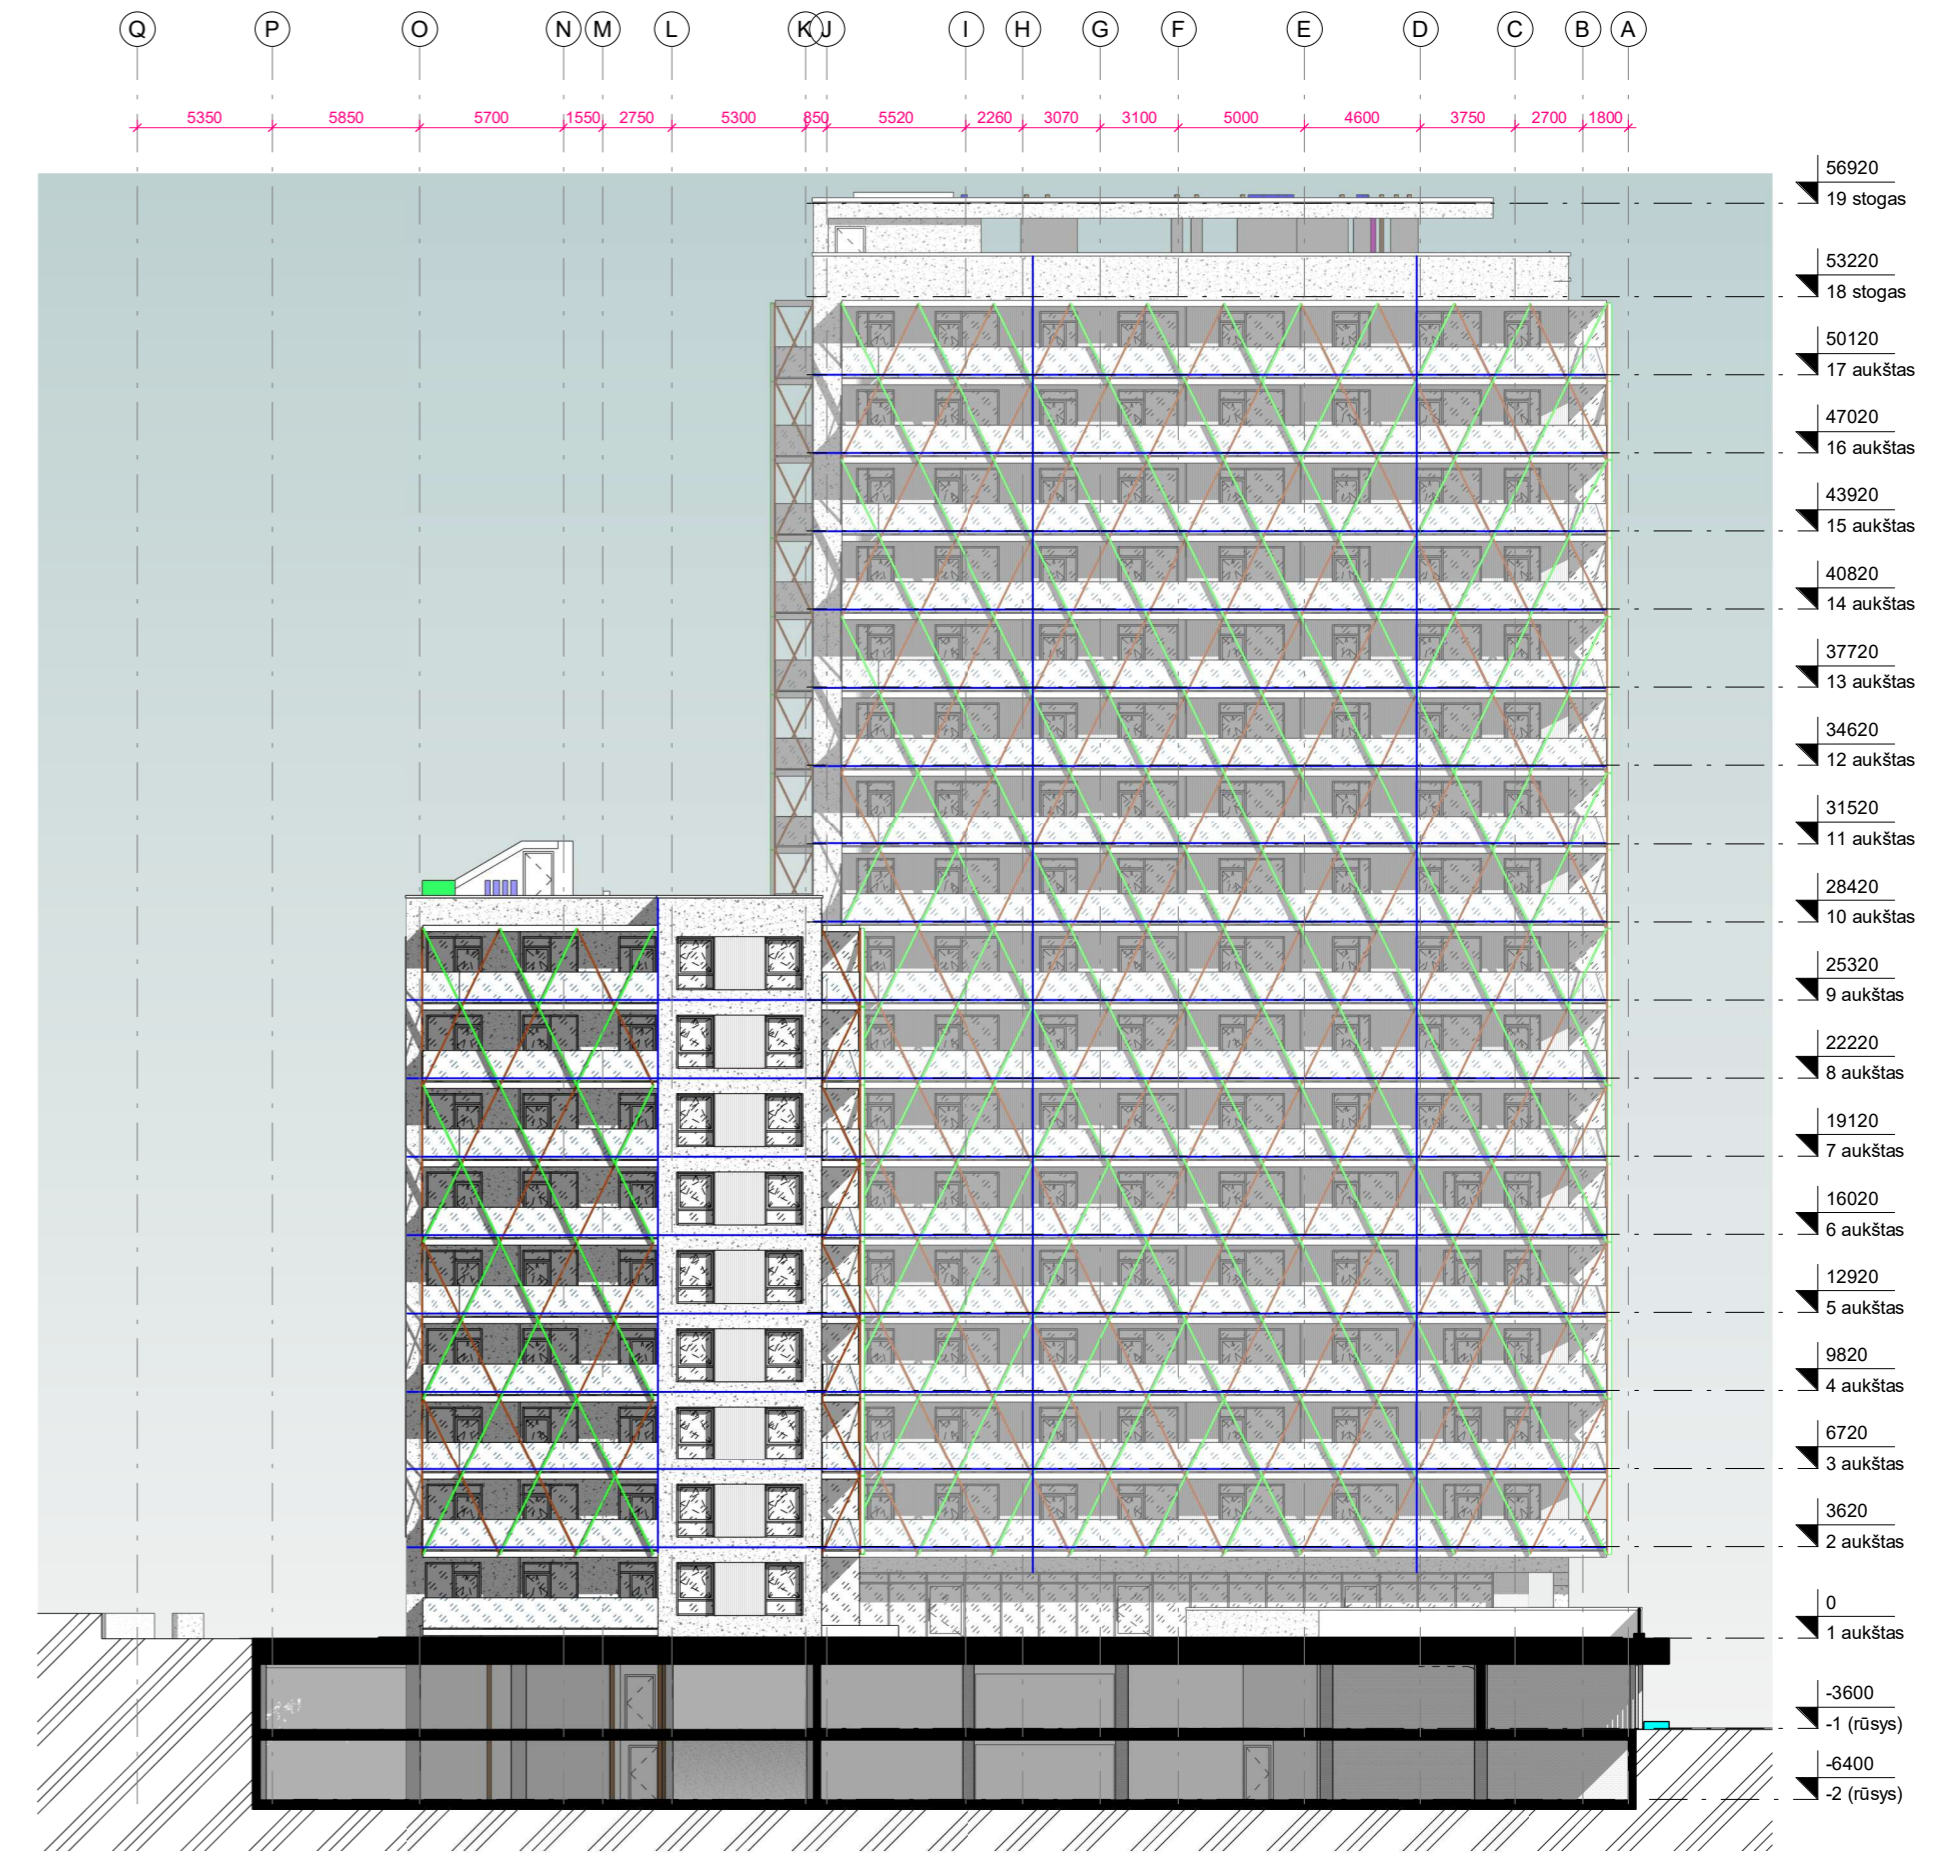 Q P O N M L K J I H G F E D C B A
5350 5850 5700 1550 2750 5300 850 5520 2260 3070 3100 5000 4600 3750 2700 1800
56920
19 stogas
53220
18 stogas
50120
17 aukštas
47020
16 aukštas
43920
15 aukštas
40820
14 aukštas
37720
13 aukštas
34620
12 aukštas
31520
11 aukštas
28420
10 aukštas
25320
9 aukštas
22220
8 aukštas
19120
7 aukštas
16020
6 aukštas
12920
5 aukštas
9820
4 aukštas
6720
3 aukštas
3620
2 aukštas
0
1 aukštas
-3600
-1 (rūsys)
-6400
-2 (rūsys)